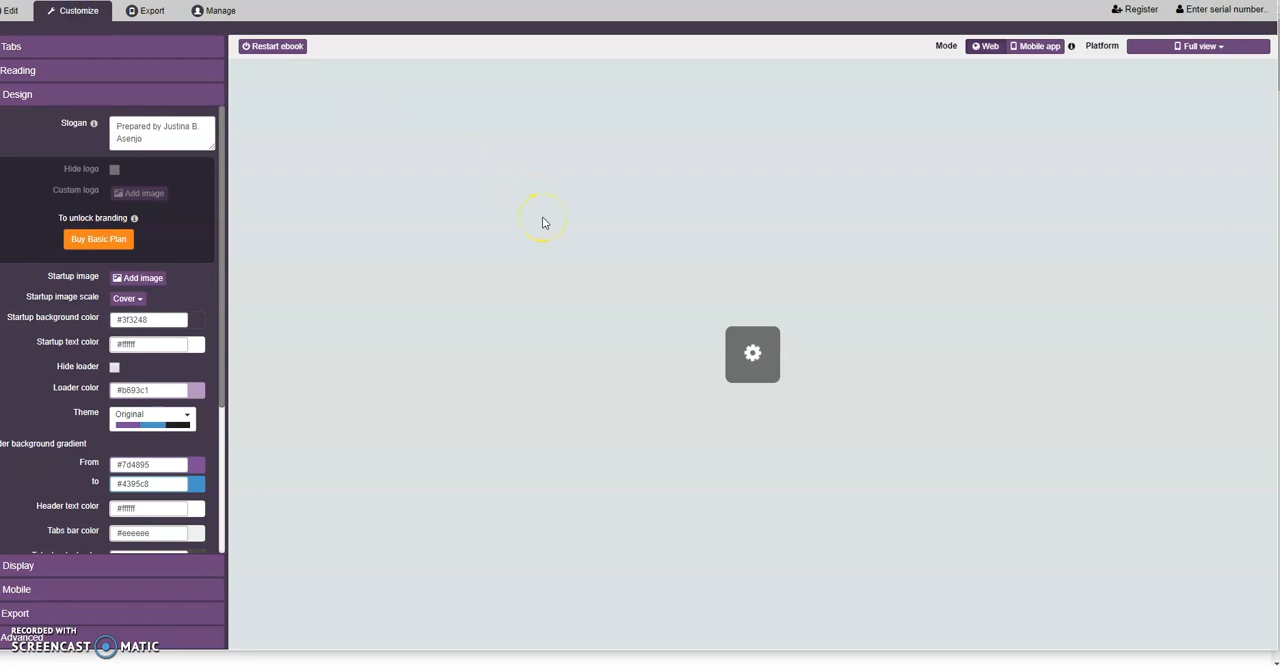 Edit
Customize
Export
Manage
Register
Enter serial number..
Tabs
Restart ebook
Mode
Web
Mobile app
Platform
Full view
Reading
Design
Slogan
Prepared by Justina B.
Asenjo
Hide logo
Custom logo
Add image
To unlock branding
Buy Basic Plan
Startup image
Add image
Startup image scale
Cover
Startup background color
#3f3248
Startup text color
#ffffff
Hide loader
Loader color
#b693c1
Theme
Original
der background gradient
From
#7d4895
to
#4395c8
Header text color
#ffffff
Tabs bar color
#eeeeee
Display
Mobile
Export
Advanced
RECORDED WITH
SCREENCAST MATIC